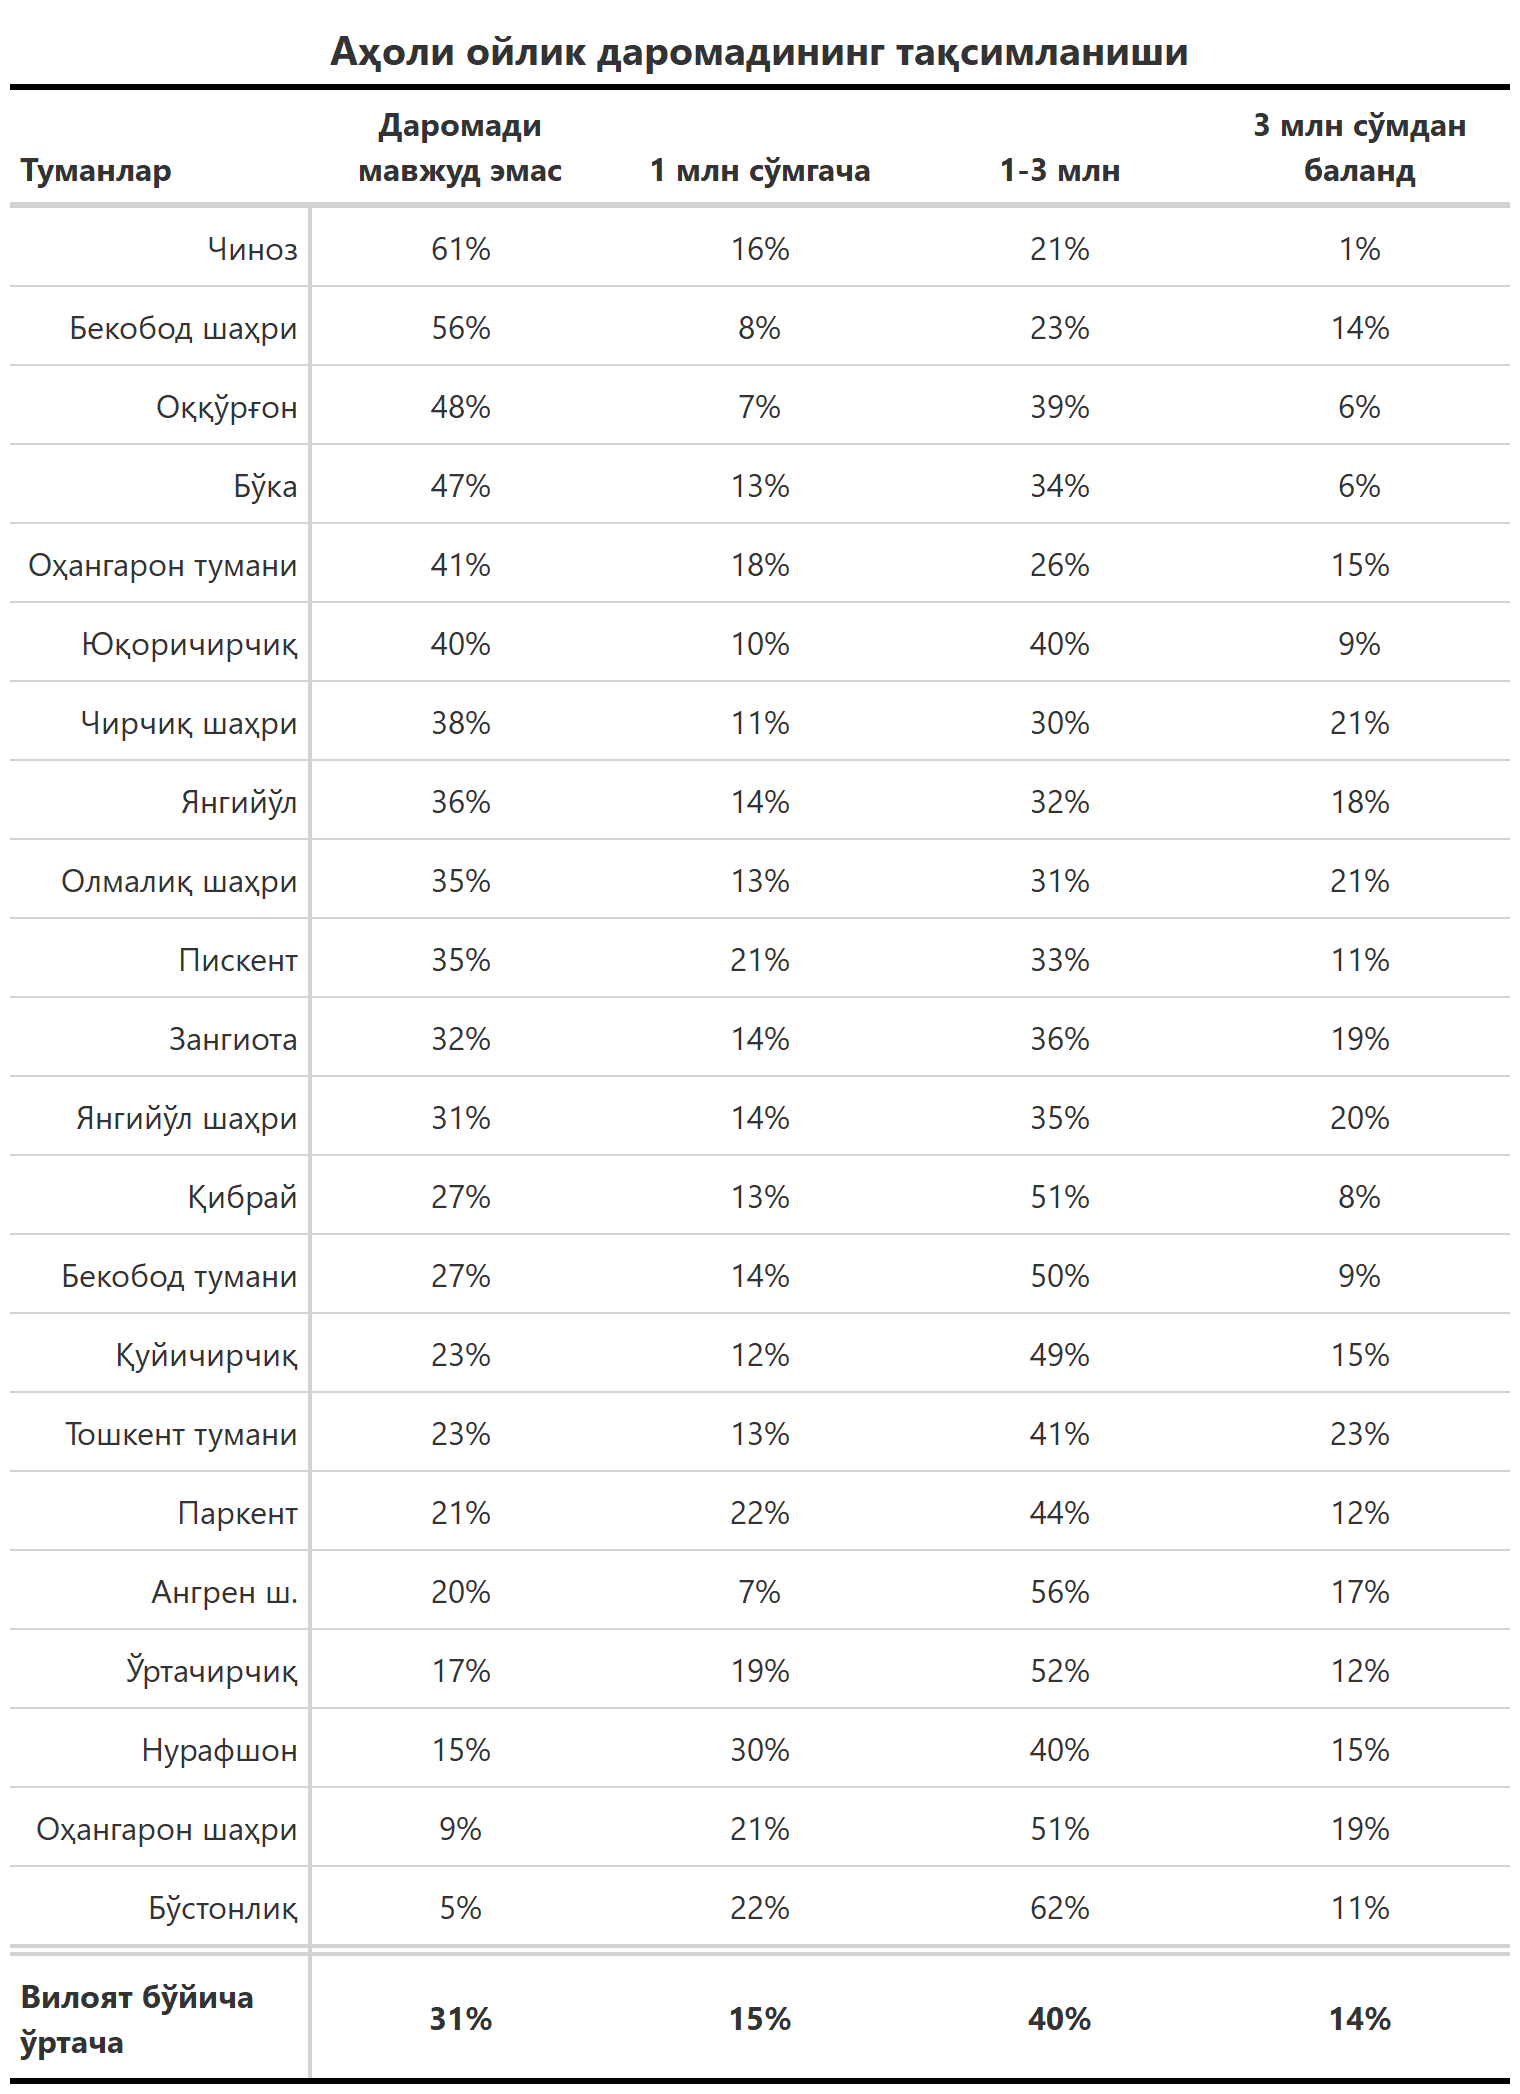 Аҳоли ойлик даромадининг тақсимланиши
Туманлар Даромади мавжуд эмас 1 млн сўмгача 1-3 млн 3 млн сўмдан баланд
Чиноз 61% 16% 21% 1%
Бекобод шаҳри 56% 8% 23% 14%
Оққўрғон 48% 7% 39% 6%
Бўка 47% 13% 34% 6%
Оҳангарон тумани 41% 18% 26% 15%
Юқоричирчиқ 40% 10% 40% 9%
Чирчиқ шаҳри 38% 11% 30% 21%
Янгийўл 36% 14% 32% 18%
Олмалиқ шаҳри 35% 13% 31% 21%
Пискент 35% 21% 33% 11%
Зангиота 32% 14% 36% 19%
Янгийўл шаҳри 31% 14% 35% 20%
Қибрай 27% 13% 51% 8%
Бекобод тумани 27% 14% 50% 9%
Қуйичирчиқ 23% 12% 49% 15%
Тошкент тумани 23% 13% 41% 23%
Паркент 21% 22% 44% 12%
Ангрен ш. 20% 7% 56% 17%
Ўртачирчиқ 17% 19% 52% 12%
Нурафшон 15% 30% 40% 15%
Оҳангарон шаҳри 9% 21% 51% 19%
Бўстонлиқ 5% 22% 62% 11%
Вилоят бўйича ўртача 31% 15% 40% 14%